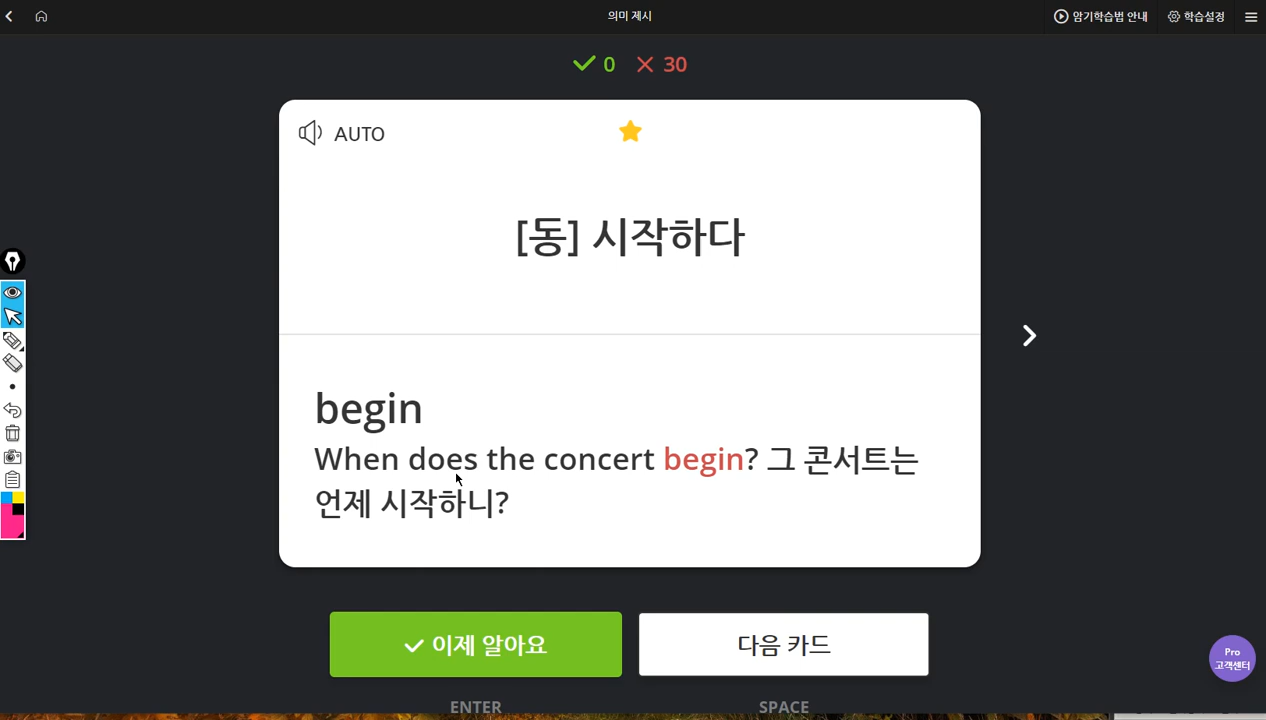 의미 제시
암기학습법 안내
학습설정
0
30
AUTO
[동] 시작하다
begin
When does the concert begin? 그 콘서트는
언제 시작하니?
이제 알아요
다음 카드
ENTER
SPACE
Pro
고객센터